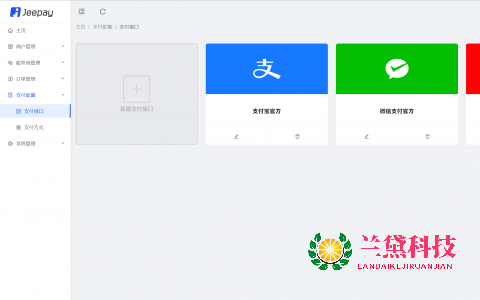 Jeepay
主页 / 支付配置 / 支付接口
主页
商户管理
服务商管理
订单管理
支付配置
支付接口
支付方式
系统管理
新建支付接口
支付宝官方
微信支付官方
兰黛科技
LANDAIKEJIRUANJIAN